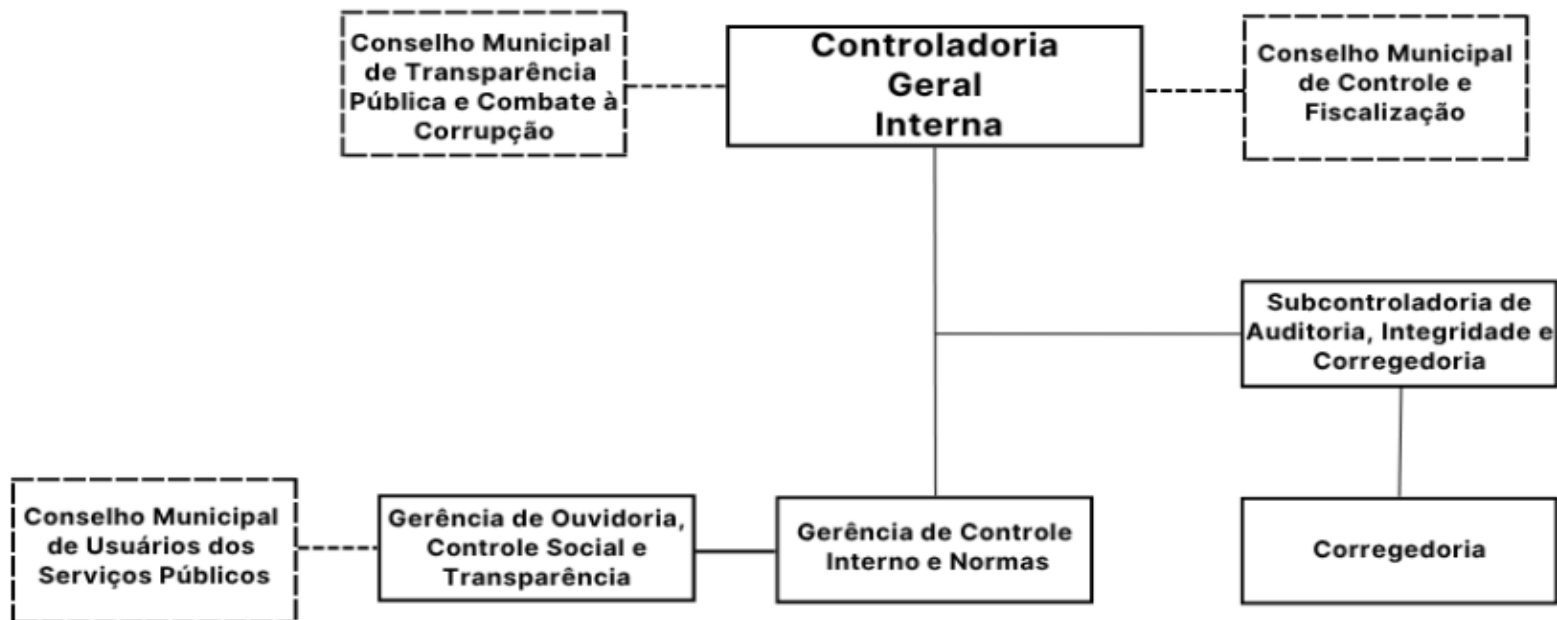 Conselho Municipal
de Transparência
Pública e Combate à
Corrupção
Controladoria
Geral
Interna
Conselho Municipal
de Controle e
Fiscalização
Subcontroladoria de
Auditoria, Integridade e
Corregedoria
Conselho Municipal
de Usuários dos
Serviços Públicos
Gerência de Ouvidoria,
Controle Social e
Transparência
Gerência de Controle
Interno e Normas
Corregedoria